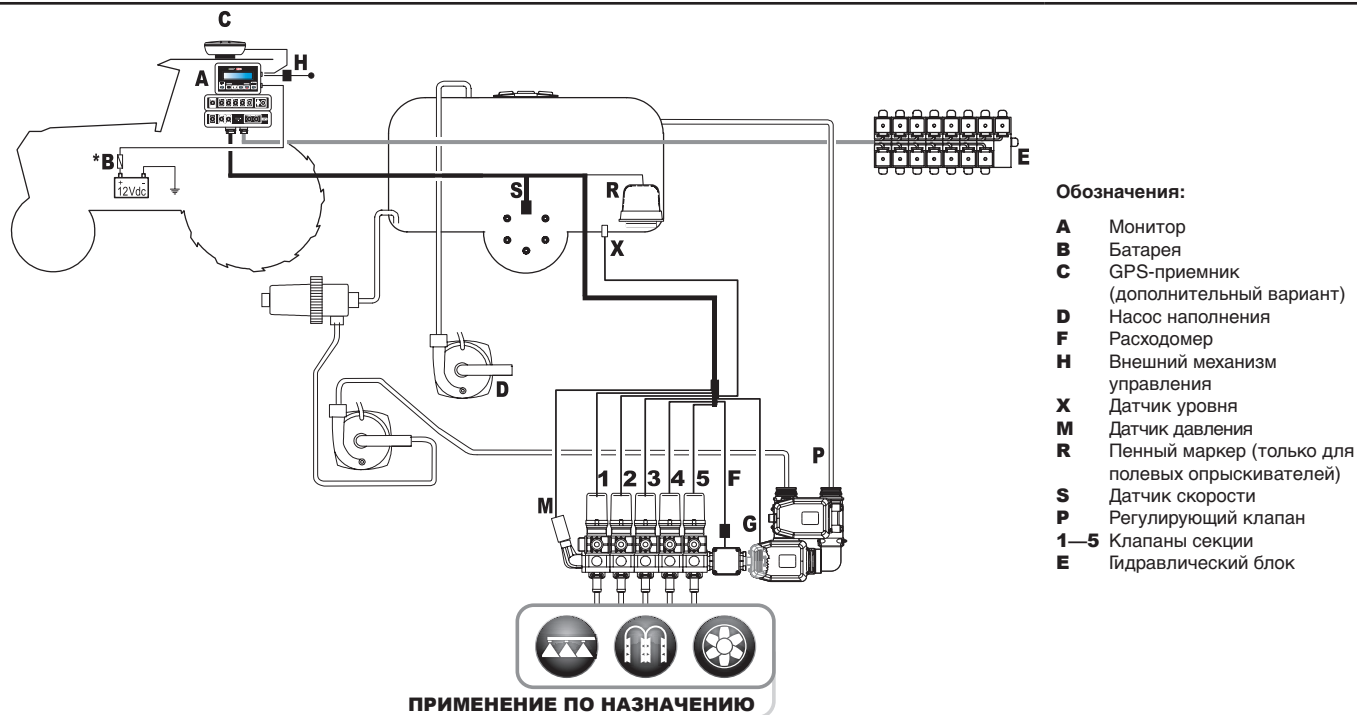 C
H
A
*B
12Vdc
+
-
S
R
X
E
D
P
1
2
3
4
5
F
M
G
ПРИМЕНЕНИЕ ПО НАЗНАЧЕНИЮ
Обозначения:
A Монитор
B Батарея
C GPS-приемник
(дополнительный вариант)
D Насос наполнения
F Расходомер
H Внешний механизм
управления
X Датчик уровня
M Датчик давления
R Пенный маркер (только для
полевых опрыскивателей)
S Датчик скорости
P Регулирующий клапан
1—5 Клапаны секции
E Гидравлический блок